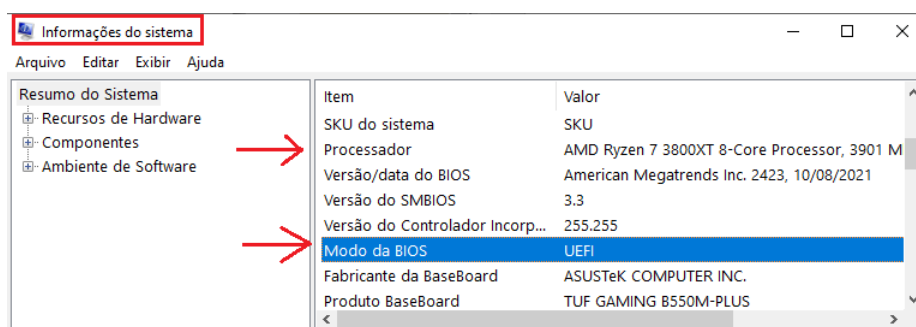 Informações do sistema
Arquivo Editar Exibir Ajuda
Resumo do Sistema
Recursos de Hardware
Componentes
Ambiente de Software
Item Valor
SKU do sistema SKU
Processador AMD Ryzen 7 3800XT 8-Core Processor, 3901 M
Versão/data do BIOS American Megatrends Inc. 2423, 10/08/2021
Versão do SMBIOS 3.3
Versão do Controlador Incorp... 255.255
Modo da BIOS UEFI
Fabricante da BaseBoard ASUSTeK COMPUTER INC.
Produto BaseBoard TUF GAMING B550M-PLUS